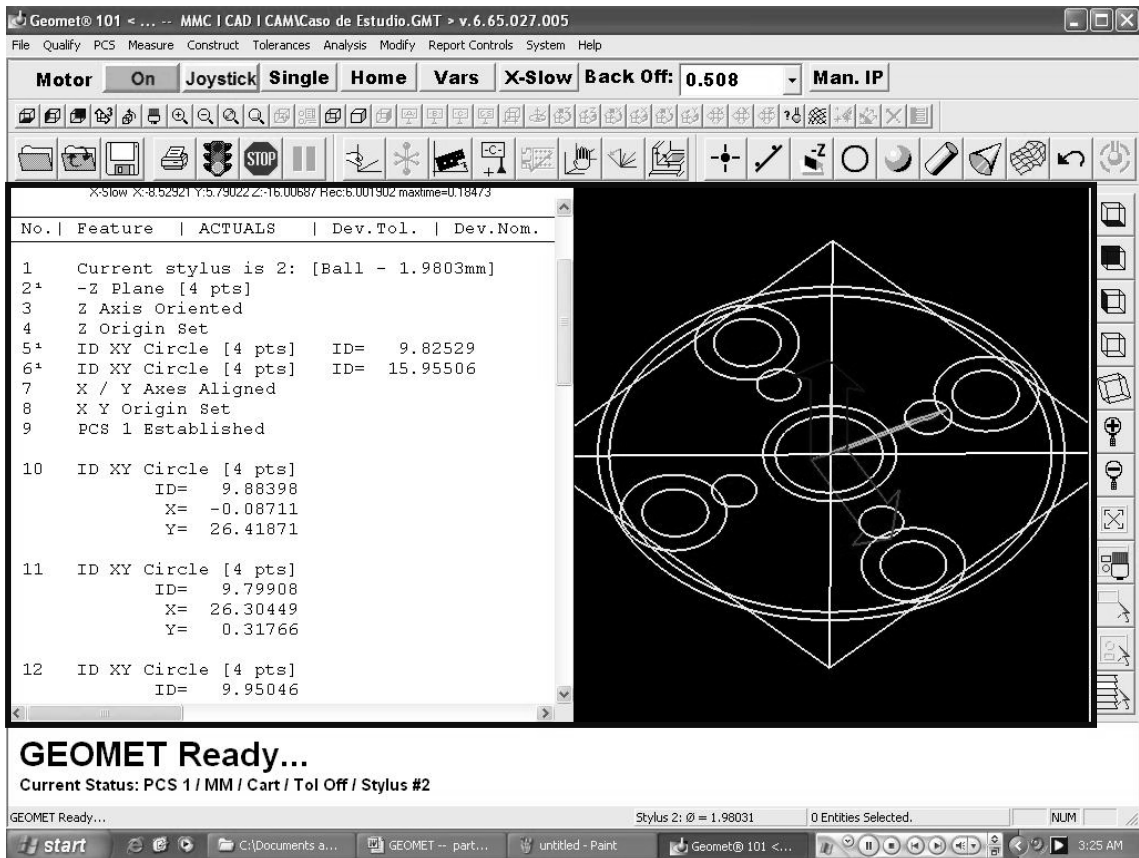 Geomet® 101 < ... -- MMC I CAD I CAM\Caso de Estudio.GMT > v.6.65.027.005
File Qualify PCS Measure Construct Tolerances Analysis Modify Report Controls System Help
Motor On Joystick Single Home Vars X-Slow Back Off: 0.508 Man. IP
STOP -C- -Z
X-Slow X:-8.52921 Y:5.79022 Z:-16.00687 Rec:6.001902 maxtime=0.18473
No.| Feature | ACTUALS | Dev.Tol. | Dev.Nom.
1 Current stylus is 2: [Ball - 1.9803mm]
2¹ -Z Plane [4 pts]
3 Z Axis Oriented
4 Z Origin Set
5¹ ID XY Circle [4 pts] ID= 9.82529
6¹ ID XY Circle [4 pts] ID= 15.95506
7 X / Y Axes Aligned
8 X Y Origin Set
9 PCS 1 Established
10 ID XY Circle [4 pts]
ID= 9.88398
X= -0.08711
Y= 26.41871
11 ID XY Circle [4 pts]
ID= 9.79908
X= 26.30449
Y= 0.31766
12 ID XY Circle [4 pts]
ID= 9.95046
GEOMET Ready...
Current Status: PCS 1 / MM / Cart / Tol Off / Stylus #2
GEOMET Ready... Stylus 2: Ø = 1.98031 0 Entities Selected. NUM
start C:\Documents a... GEOMET -- part... untitled - Paint Geomet® 101 <... 3:25 AM